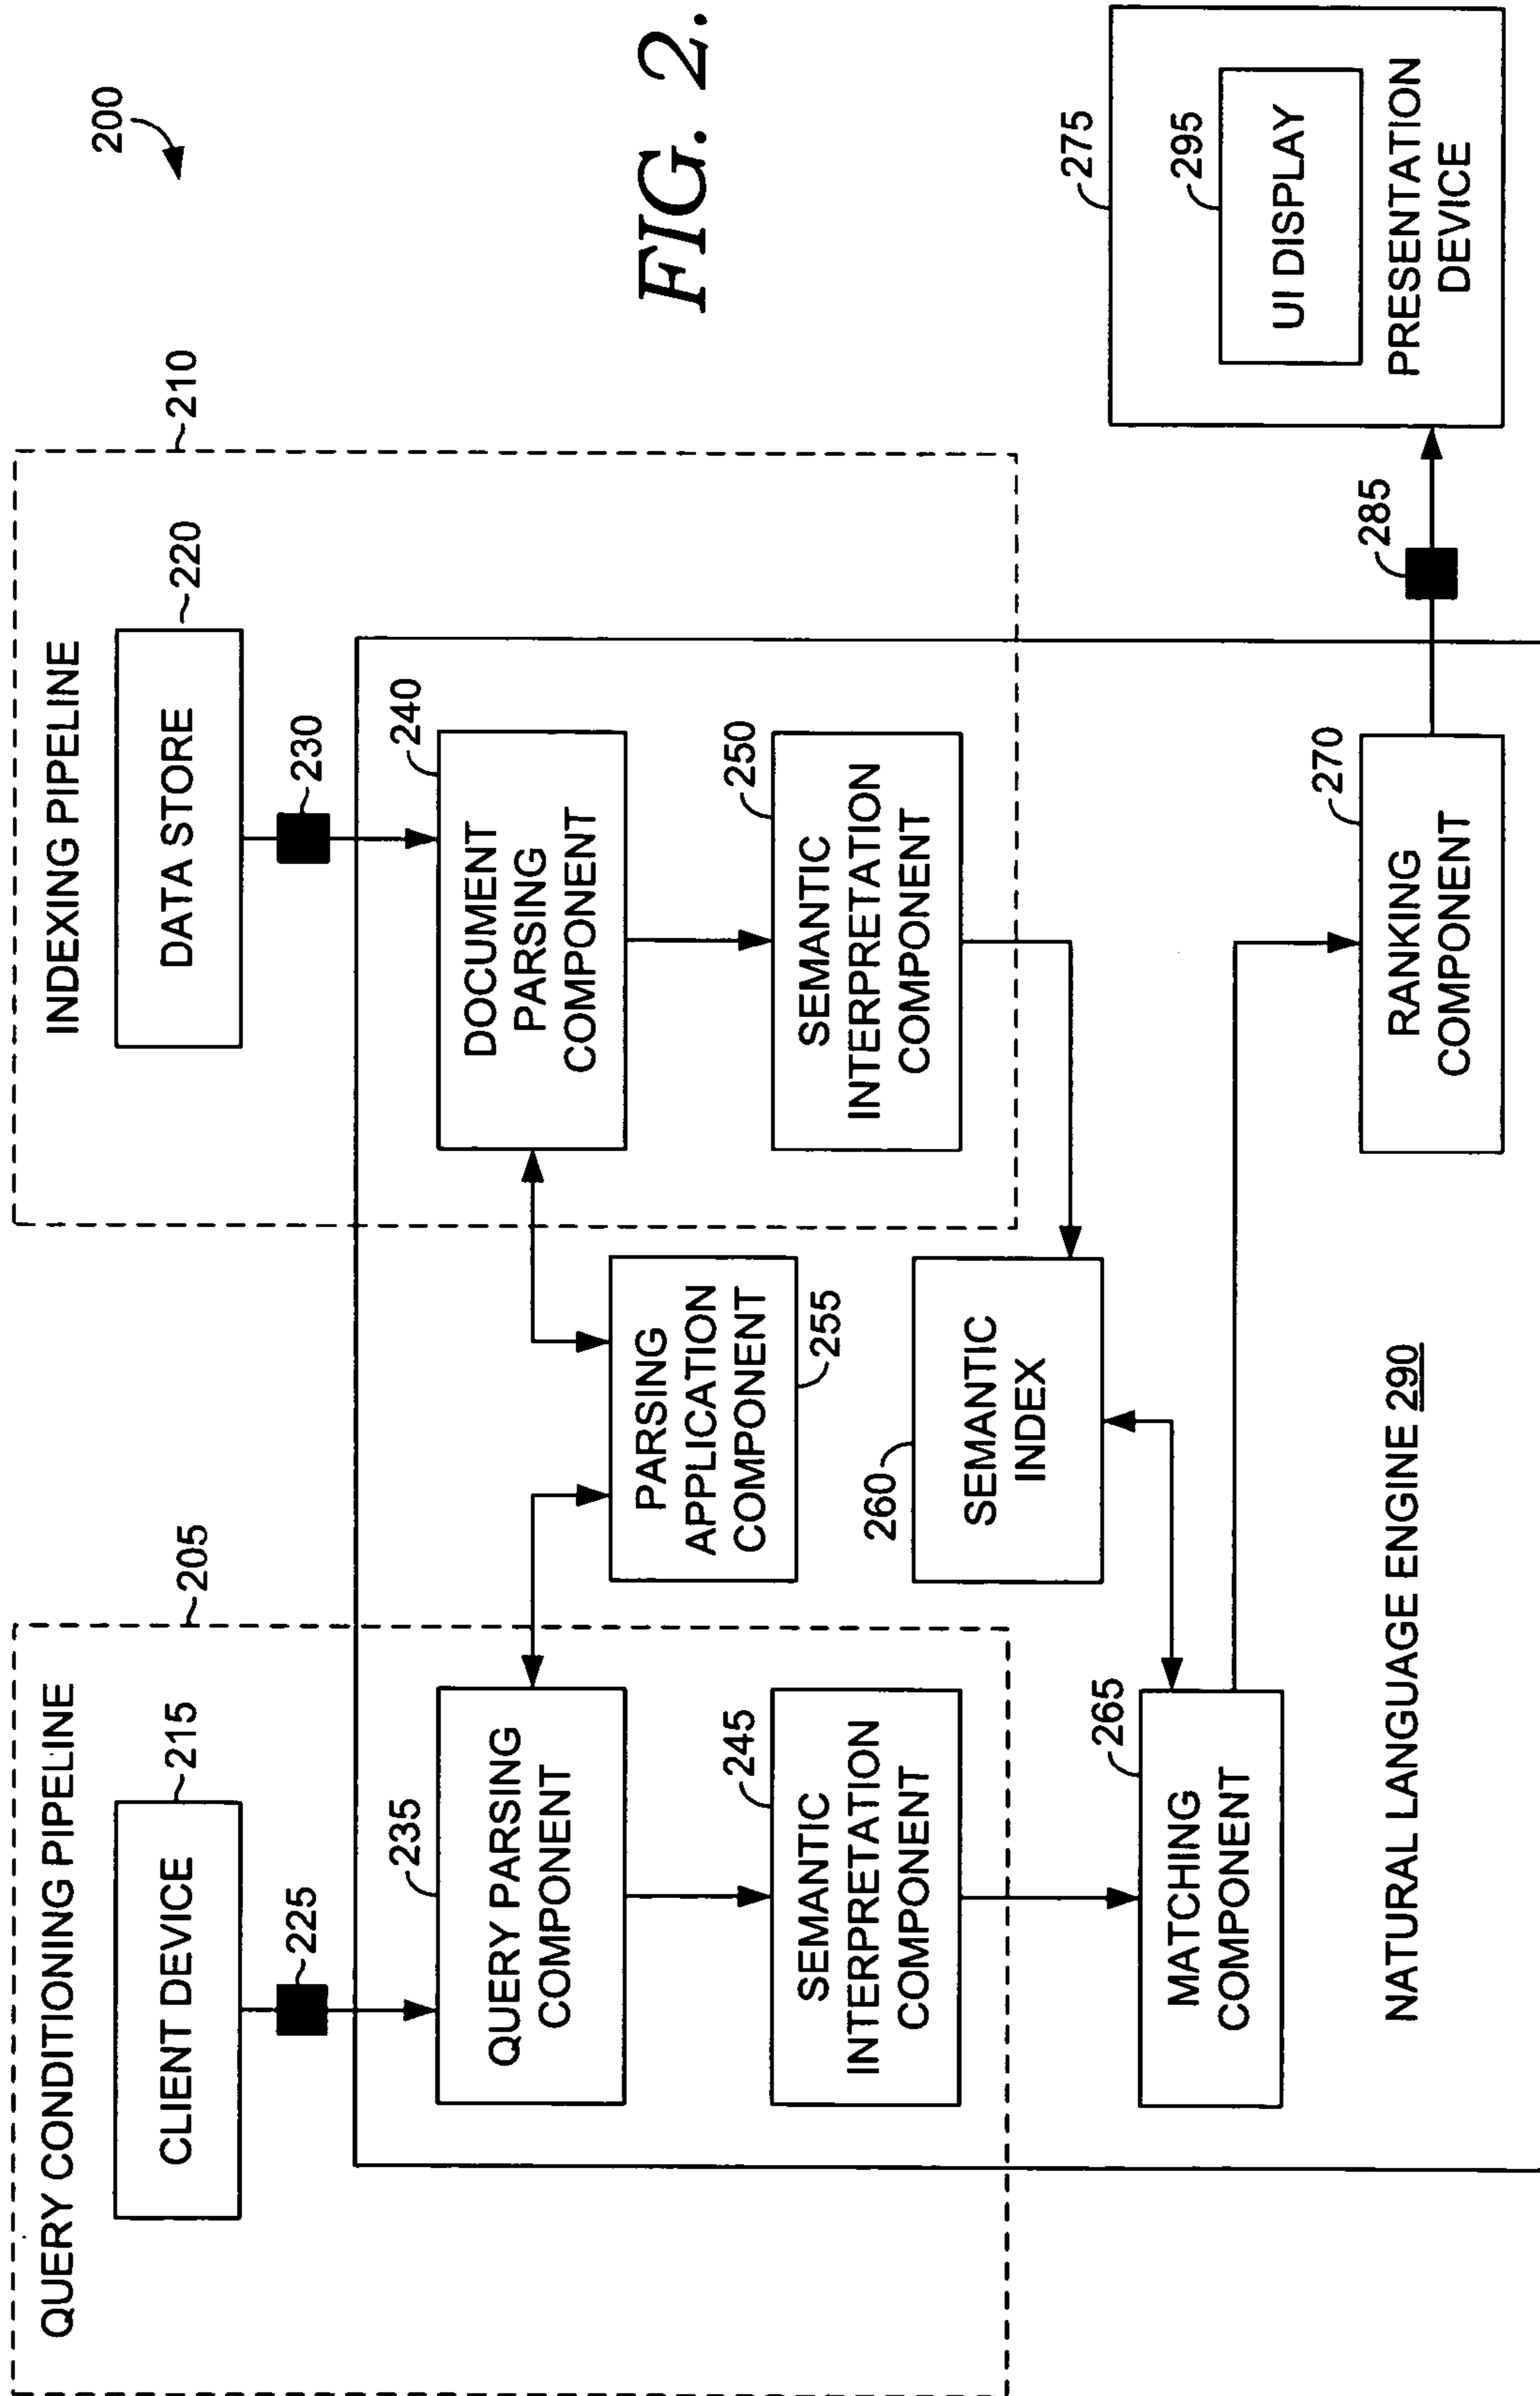 200
QUERY CONDITIONING PIPELINE
205
CLIENT DEVICE
215
225
235
QUERY PARSING
COMPONENT
245
SEMANTIC
INTERPRETATION
COMPONENT
INDEXING PIPELINE
210
DATA STORE
220
230
240
DOCUMENT
PARSING
COMPONENT
250
SEMANTIC
INTERPRETATION
COMPONENT
PARSING
APPLICATION
COMPONENT
255
260
SEMANTIC
INDEX
265
MATCHING
COMPONENT
270
RANKING
COMPONENT
NATURAL LANGUAGE ENGINE 290
285
275
295
UI DISPLAY
PRESENTATION
DEVICE
FIG. 2.